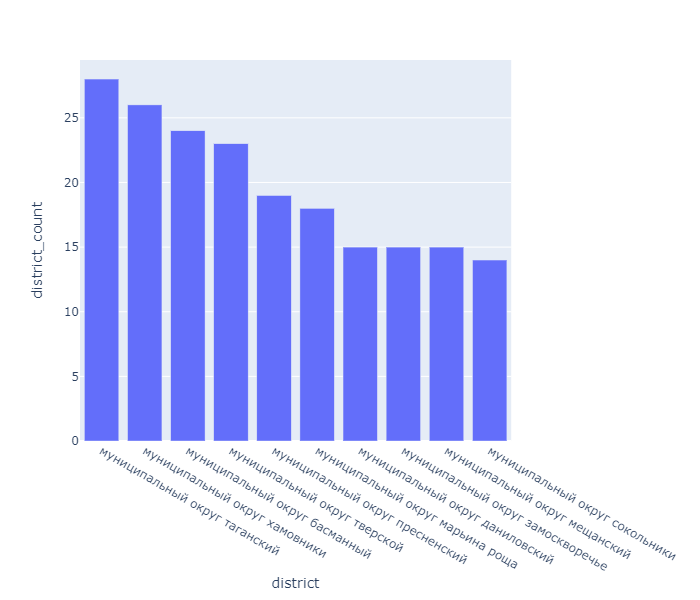 district_count
25
20
15
10
5
0
муниципальный округ таганский
муниципальный округ хамовники
муниципальный округ басманный
муниципальный округ тверской
муниципальный округ пресненский
муниципальный округ марьина роща
муниципальный округ даниловский
муниципальный округ замоскворечье
муниципальный округ мещанский
муниципальный округ сокольники
district